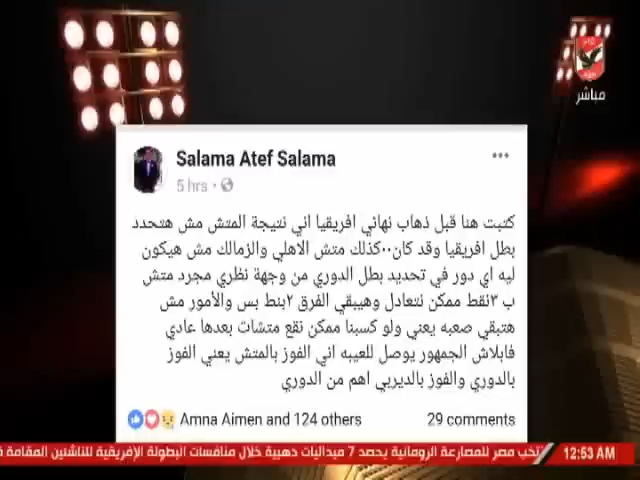 مباشر
Salama Atef Salama
5 hrs
كتبت هنا قبل ذهاب نهائي افريقيا اني نتيجة المتش مش هتحدد
بطل افريقيا وقد كان..كذلك متش الاهلي والزمالك مش هيكون
ليه اي دور في تحديد بطل الدوري من وجهة نظري مجرد متش
ب ٣نقط ممكن نتعادل وهيبقي الفرق ٢بنط بس والأمور مش
هتبقي صعبه يعني ولو كسبنا ممكن نقع متشات بعدها عادي
فابلاش الجمهور يوصل للعيبه اني الفوز بالمتش يعني الفوز
بالدوري والفوز بالديربي اهم من الدوري
Amna Aimen and 124 others
29 comments
تخب مصر للمصارعة الرومانية يحصد 7 ميداليات دهبية خلال منافسات البطولة الإفريقية للناشئين المقامة ف
12:53 AM